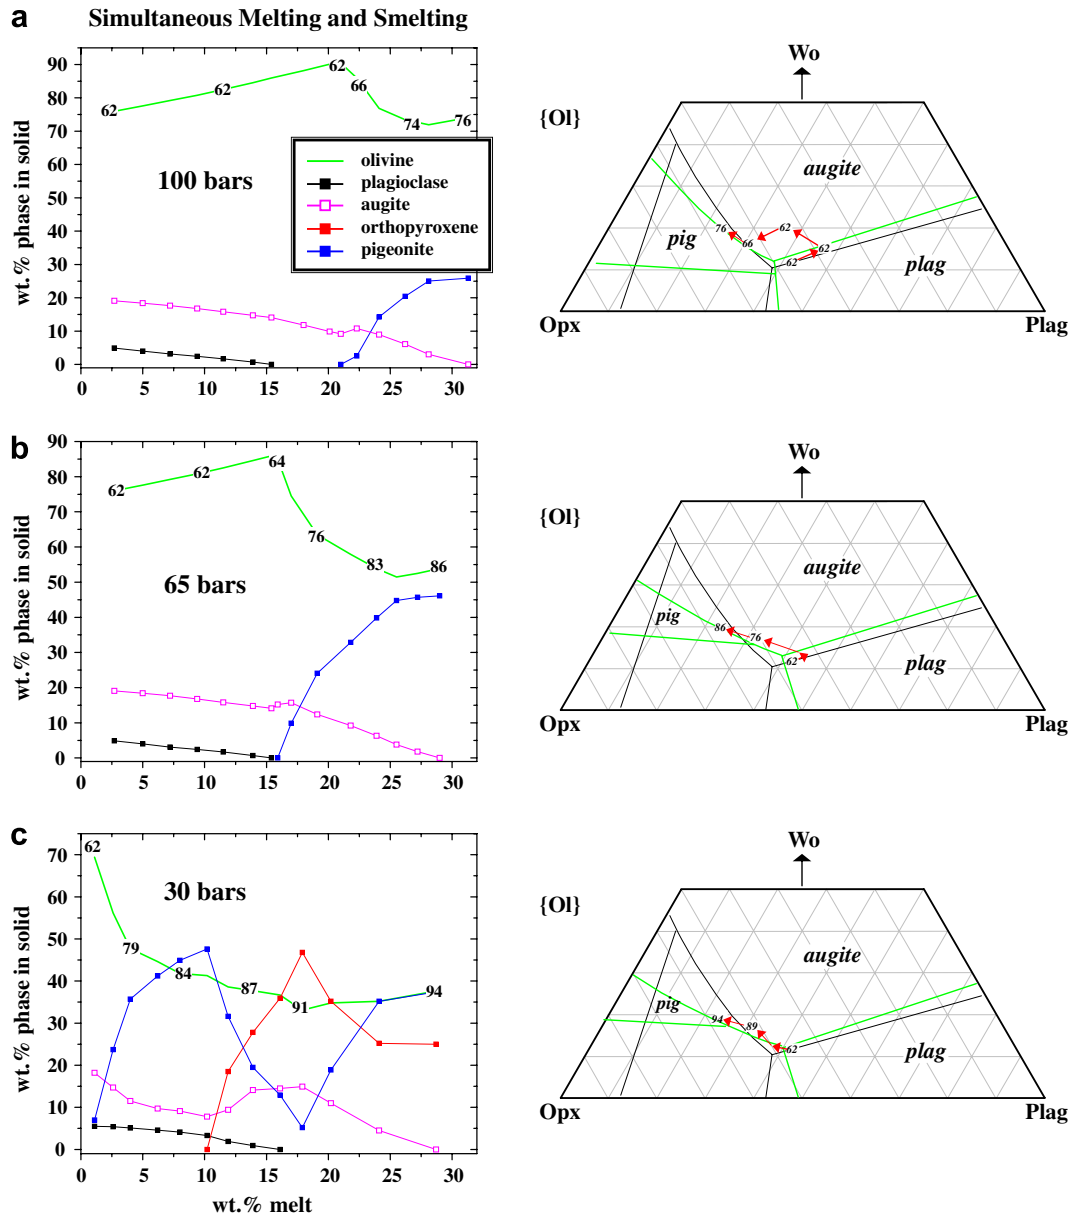 a
Simultaneous Melting and Smelting
wt.% phase in solid
90
80
70
60
50
40
30
20
10
0
0 5 10 15 20 25 30
62 62 62 66 74 76
100 bars
olivine
plagioclase
augite
orthopyroxene
pigeonite
Wo
{Ol}
augite
pig
plag
76 66 62 62 62
Opx
Plag
b
wt.% phase in solid
90
80
70
60
50
40
30
20
10
0
0 5 10 15 20 25 30
62 62 64 76 83 86
65 bars
Wo
{Ol}
augite
pig
plag
86 76 62
Opx
Plag
c
wt.% phase in solid
70
60
50
40
30
20
10
0
0 5 10 15 20 25 30
62 79 84 87 91 94
30 bars
wt.% melt
Wo
{Ol}
augite
pig
plag
94 89 62
Opx
Plag